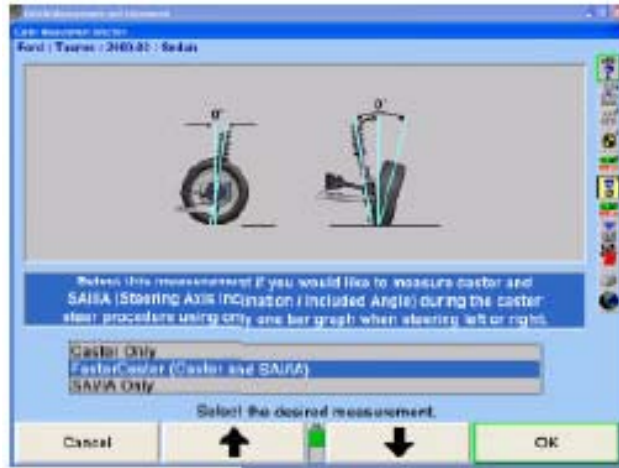 Caster Measurement Selection
Ford : Taurus : 2000-03 : Sedan
0°
0°
Select this measurement if you would like to measure caster and
SAI/IA (Steering Axis Inclination / Included Angle) during the caster
steer procedure using only one bar graph when steering left or right.
Caster Only
FasterCaster (Caster and SAI/IA)
SAI/IA Only
Select the desired measurement.
Cancel
OK